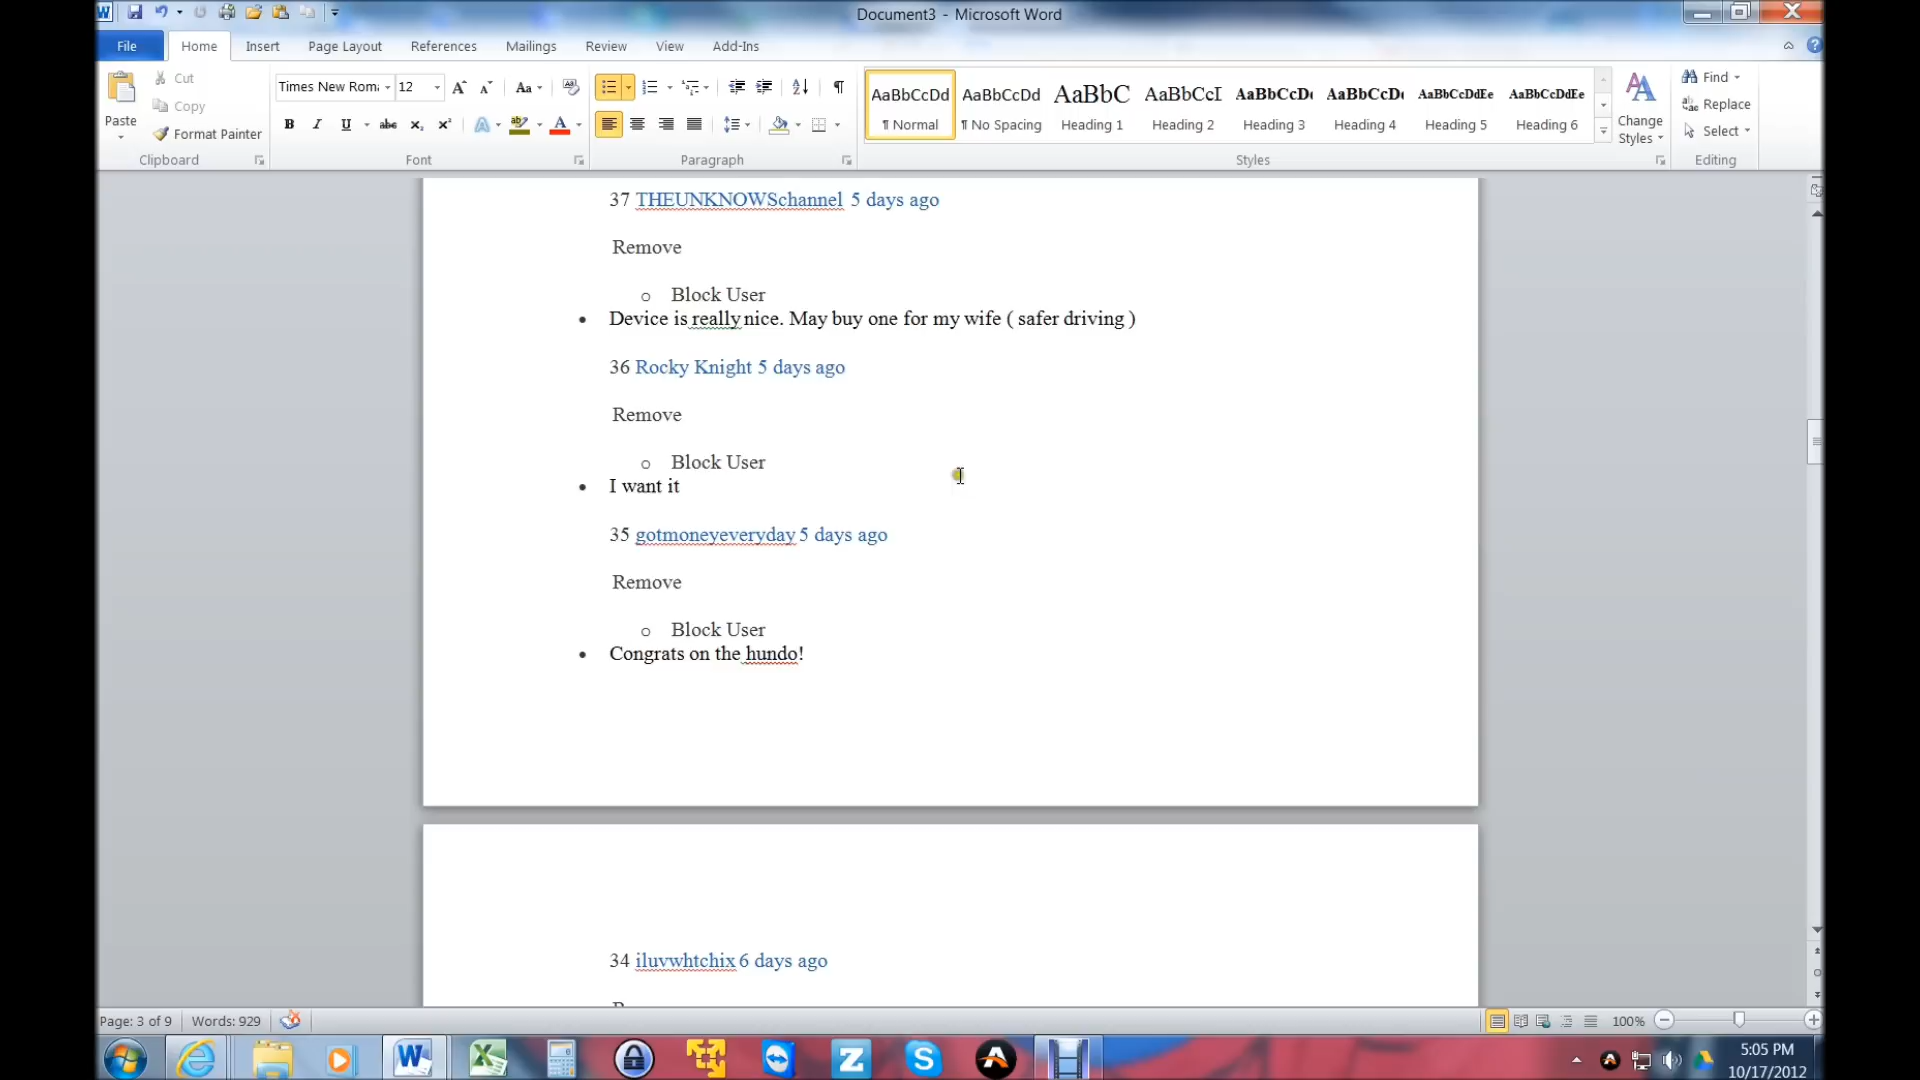 Document3 - Microsoft Word
File Home Insert Page Layout References Mailings Review View Add-Ins
Paste
Cut
Copy
Format Painter
Clipboard
Times New Roma 12
Font
Paragraph
AaBbCcDd AaBbCcDd AaBbC AaBbCcI AaBbCcDc AaBbCcDc AaBbCcDdEe AaBbCcDdEe
¶ Normal ¶ No Spacing Heading 1 Heading 2 Heading 3 Heading 4 Heading 5 Heading 6
Styles
Change
Styles
Find
Replace
Select
Editing
37 THEUNKNOWSchannel 5 days ago
Remove
o Block User
• Device is really nice. May buy one for my wife ( safer driving )
36 Rocky Knight 5 days ago
Remove
o Block User
• I want it
35 gotmoneyeveryday 5 days ago
Remove
o Block User
• Congrats on the hundo!
34 iluvwhtchix 6 days ago
Page: 3 of 9 Words: 929
100%
5:05 PM
10/17/2012